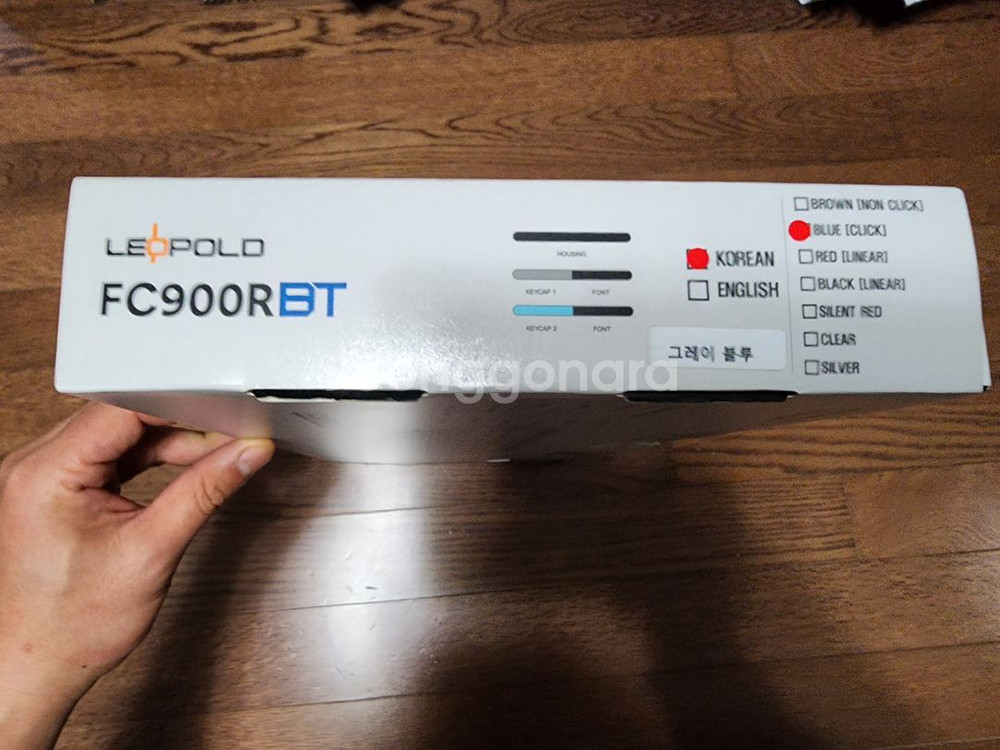 LEOPOLD
FC900RBT
HOUSING
KEYCAP 1 FONT
KEYCAP 2 FONT
KOREAN
ENGLISH
그레이 블루
BROWN [NON CLICK]
BLUE [CLICK]
RED [LINEAR]
BLACK [LINEAR]
SILENT RED
CLEAR
SILVER